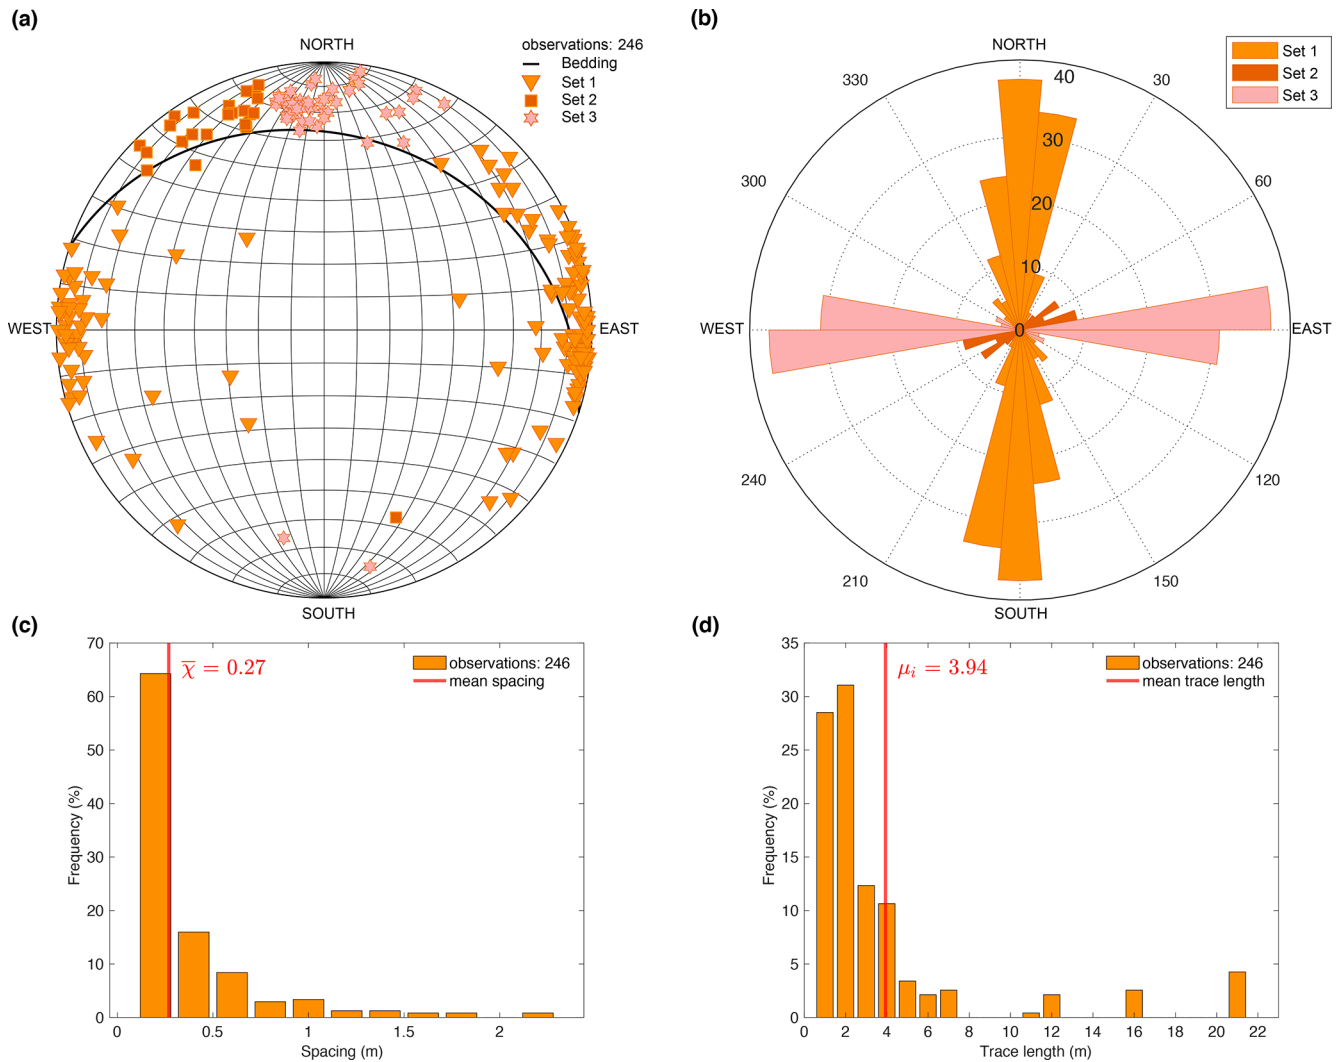 (a)
NORTH
observations: 246
Bedding
Set 1
Set 2
Set 3
WEST
EAST
SOUTH
(b)
NORTH
Set 1
Set 2
Set 3
330
40
30
30
300
20
60
10
WEST
0
EAST
240
120
210
150
SOUTH
(c)
70
60
50
40
30
20
10
0
Frequency (%)
χ̅ = 0.27
observations: 246
mean spacing
0
0.5
1
1.5
2
Spacing (m)
(d)
35
30
25
20
15
10
5
0
Frequency (%)
μᵢ = 3.94
observations: 246
mean trace length
0 2 4 6 8 10 12 14 16 18 20 22
Trace length (m)